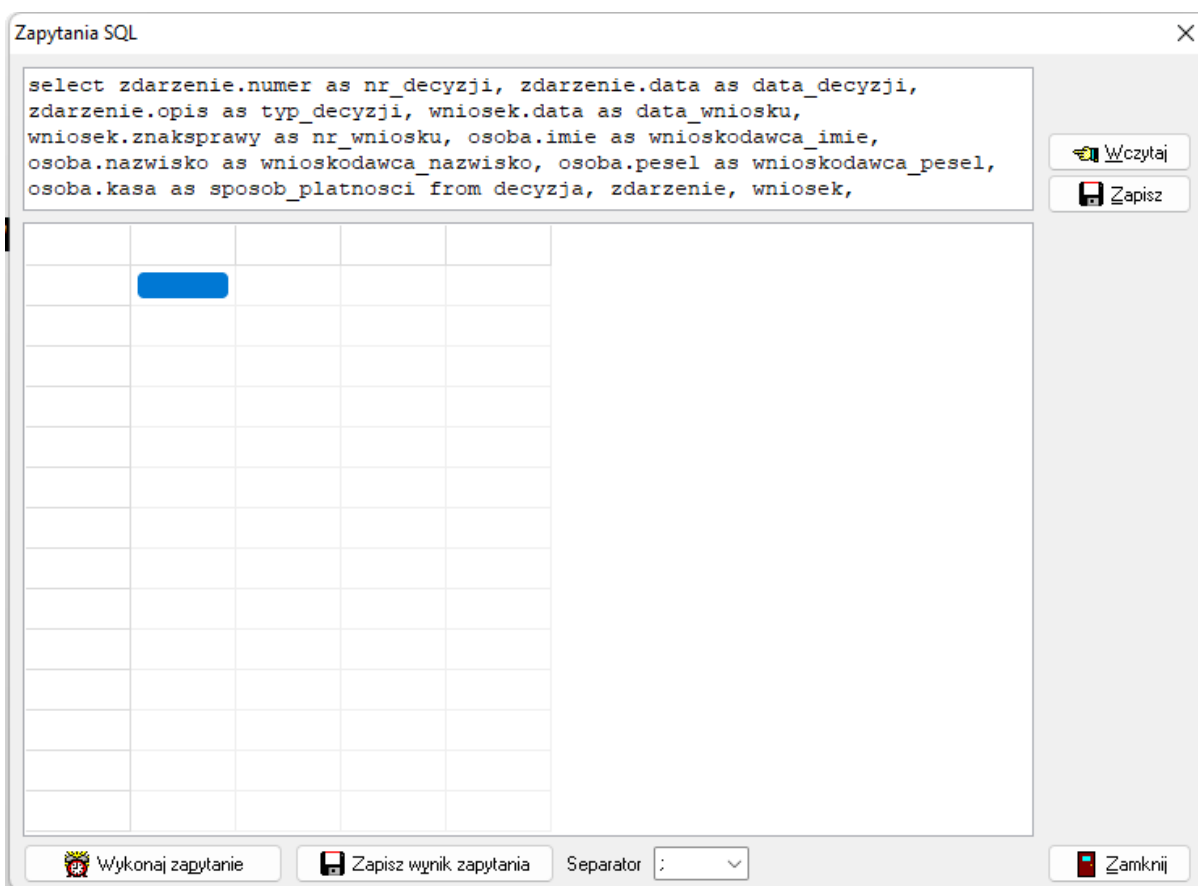 Zapytania SQL
select zdarzenie.numer as nr_decyzji, zdarzenie.data as data_decyzji,
zdarzenie.opis as typ_decyzji, wniosek.data as data_wniosku,
wniosek.znaksprawy as nr_wniosku, osoba.imie as wnioskodawca_imie,
osoba.nazwisko as wnioskodawca_nazwisko, osoba.pesel as wnioskodawca_pesel,
osoba.kasa as sposob_platnosci from decyzja, zdarzenie, wniosek,
Wczytaj
Zapisz
Wykonaj zapytanie
Zapisz wynik zapytania
Separator ;
Zamknij